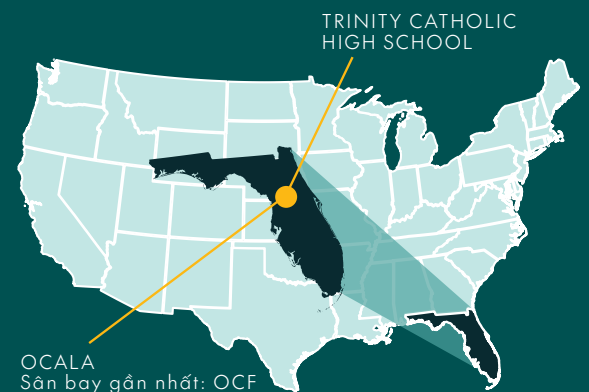 TRINITY CATHOLIC
HIGH SCHOOL
OCALA
Sân bay gần nhất: OCF